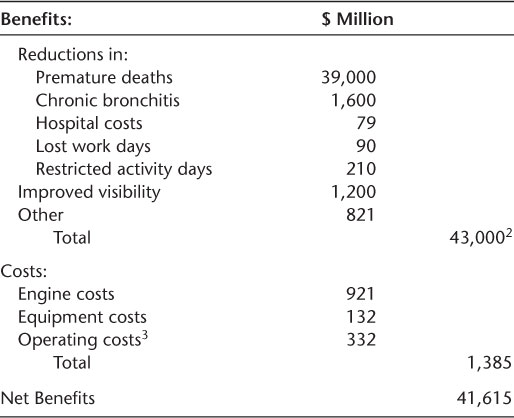 Benefits: $ Million
Reductions in:
Premature deaths 39,000
Chronic bronchitis 1,600
Hospital costs 79
Lost work days 90
Restricted activity days 210
Improved visibility 1,200
Other 821
Total 43,000²
Costs:
Engine costs 921
Equipment costs 132
Operating costs³ 332
Total 1,385
Net Benefits 41,615